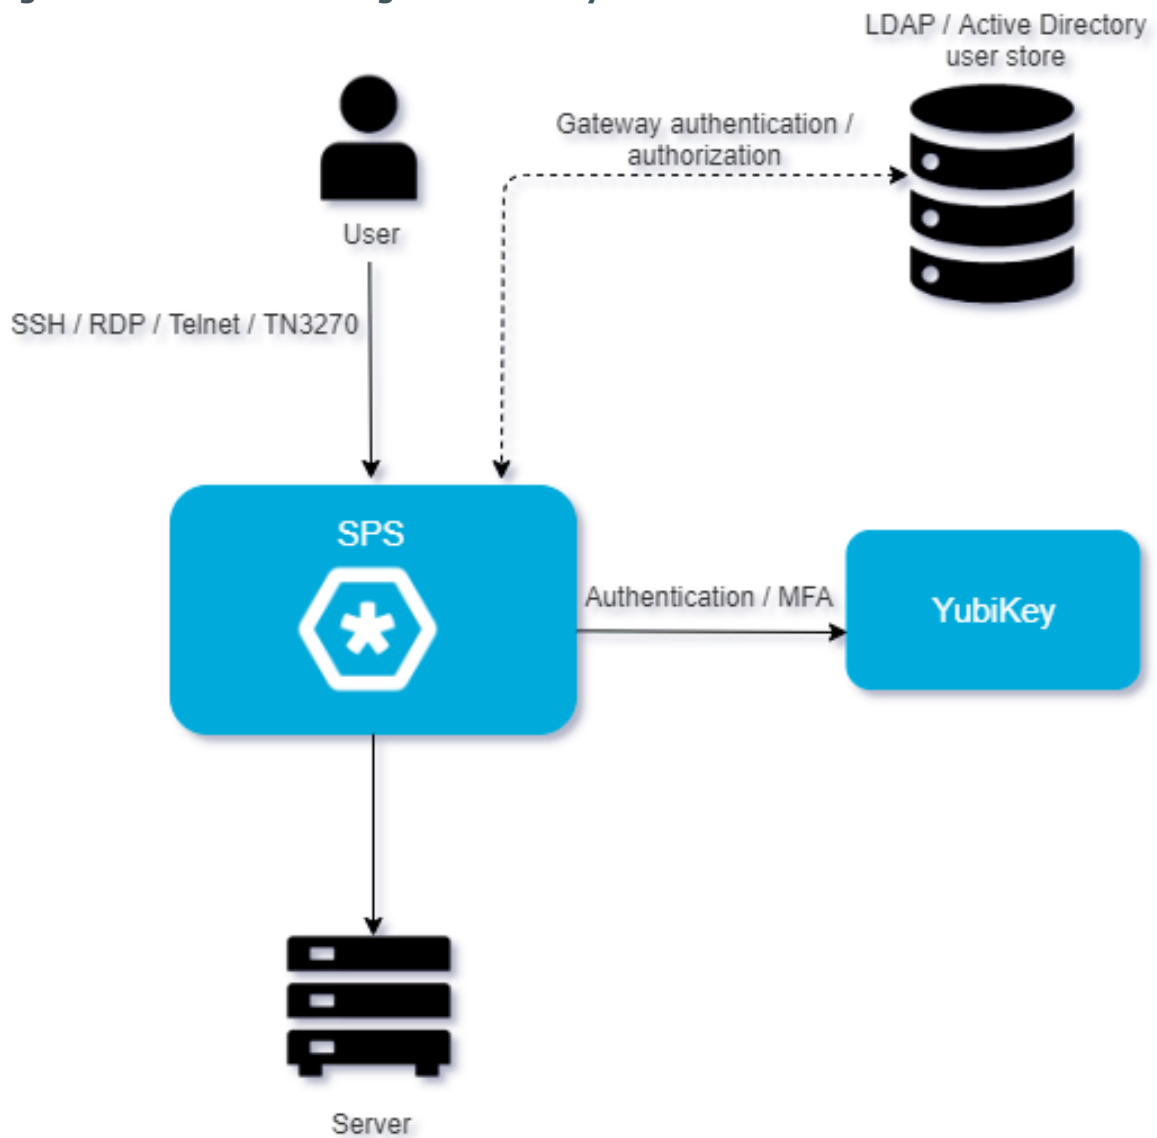 LDAP / Active Directory
user store
Gateway authentication /
authorization
User
SSH / RDP / Telnet / TN3270
SPS
Authentication / MFA
YubiKey
Server